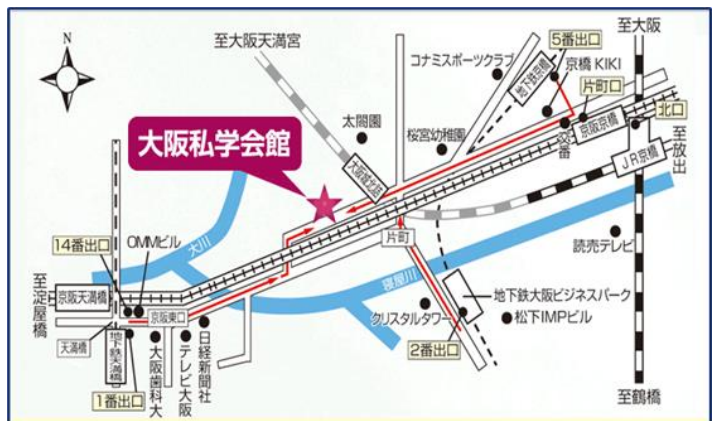 至大阪
5番出口
至大阪天満宮
コナミスポーツクラブ
地下鉄京橋
京橋 KIKI
片町口
太閤園
大阪私学会館
桜宮幼稚園
交番
京阪京橋
北口
至放出
大阪城北詰
JR京橋
14番出口
OMMビル
大川
片町
読売テレビ
寝屋川
至淀屋橋
京阪天満橋
地下鉄大阪ビジネスパーク
京阪東口
クリスタルタワー
松下IMPビル
天満橋
地下鉄天満橋
大阪歯科大
テレビ大阪
日経新聞社
2番出口
1番出口
至鶴橋